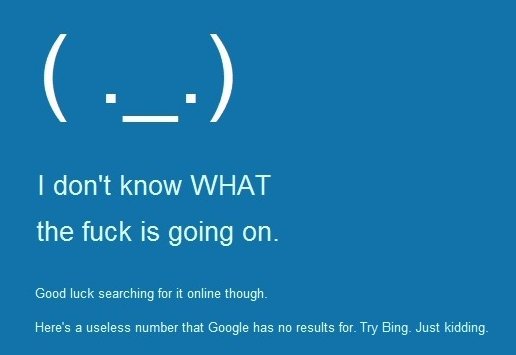 ( ._.)
I don't know WHAT
the fuck is going on.
Good luck searching for it online though.
Here's a useless number that Google has no results for. Try Bing. Just kidding.